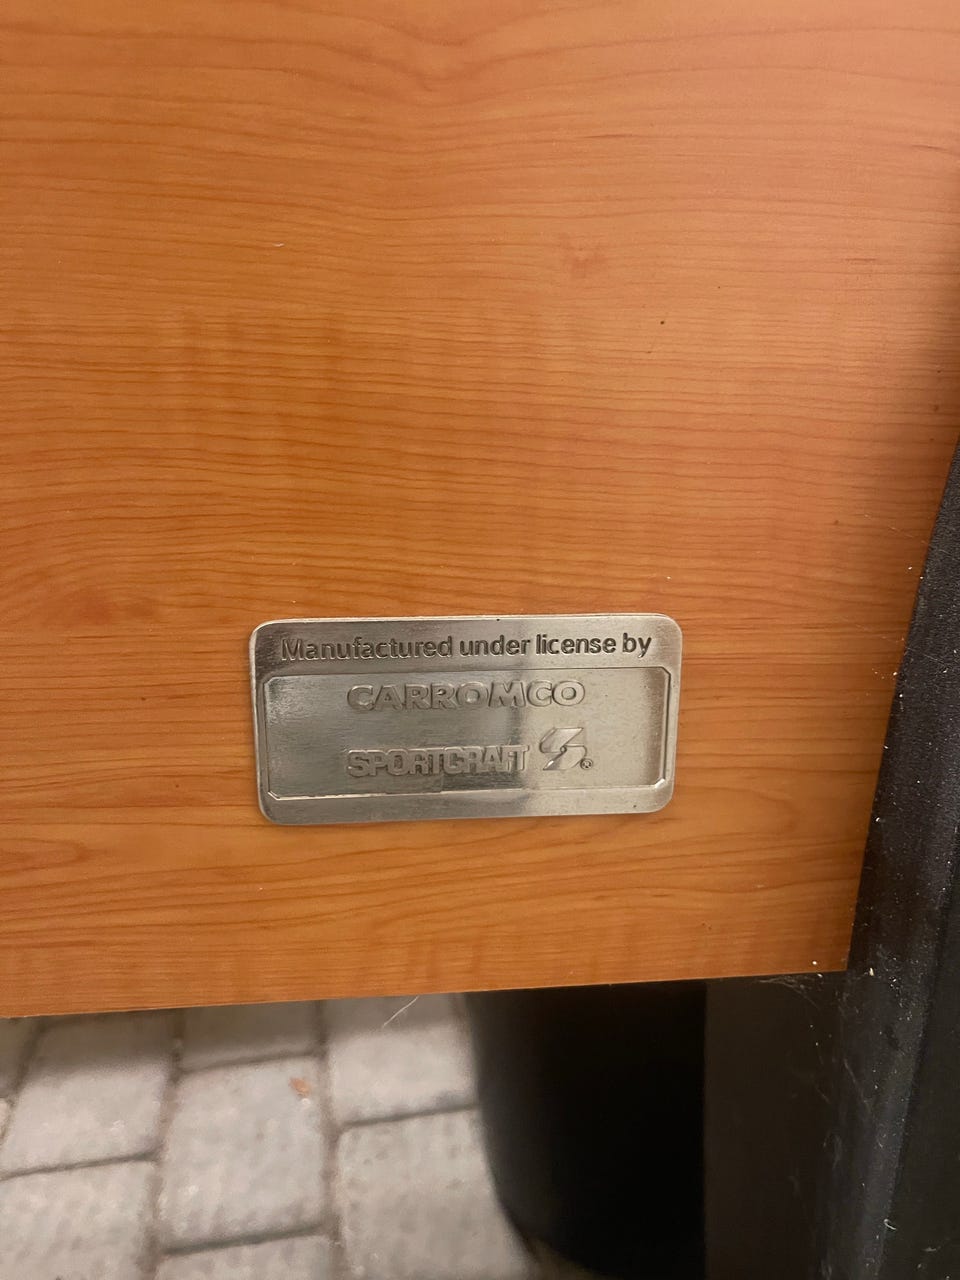 Manufactured under license by
CARROMCO
SPORTCRAFT S®